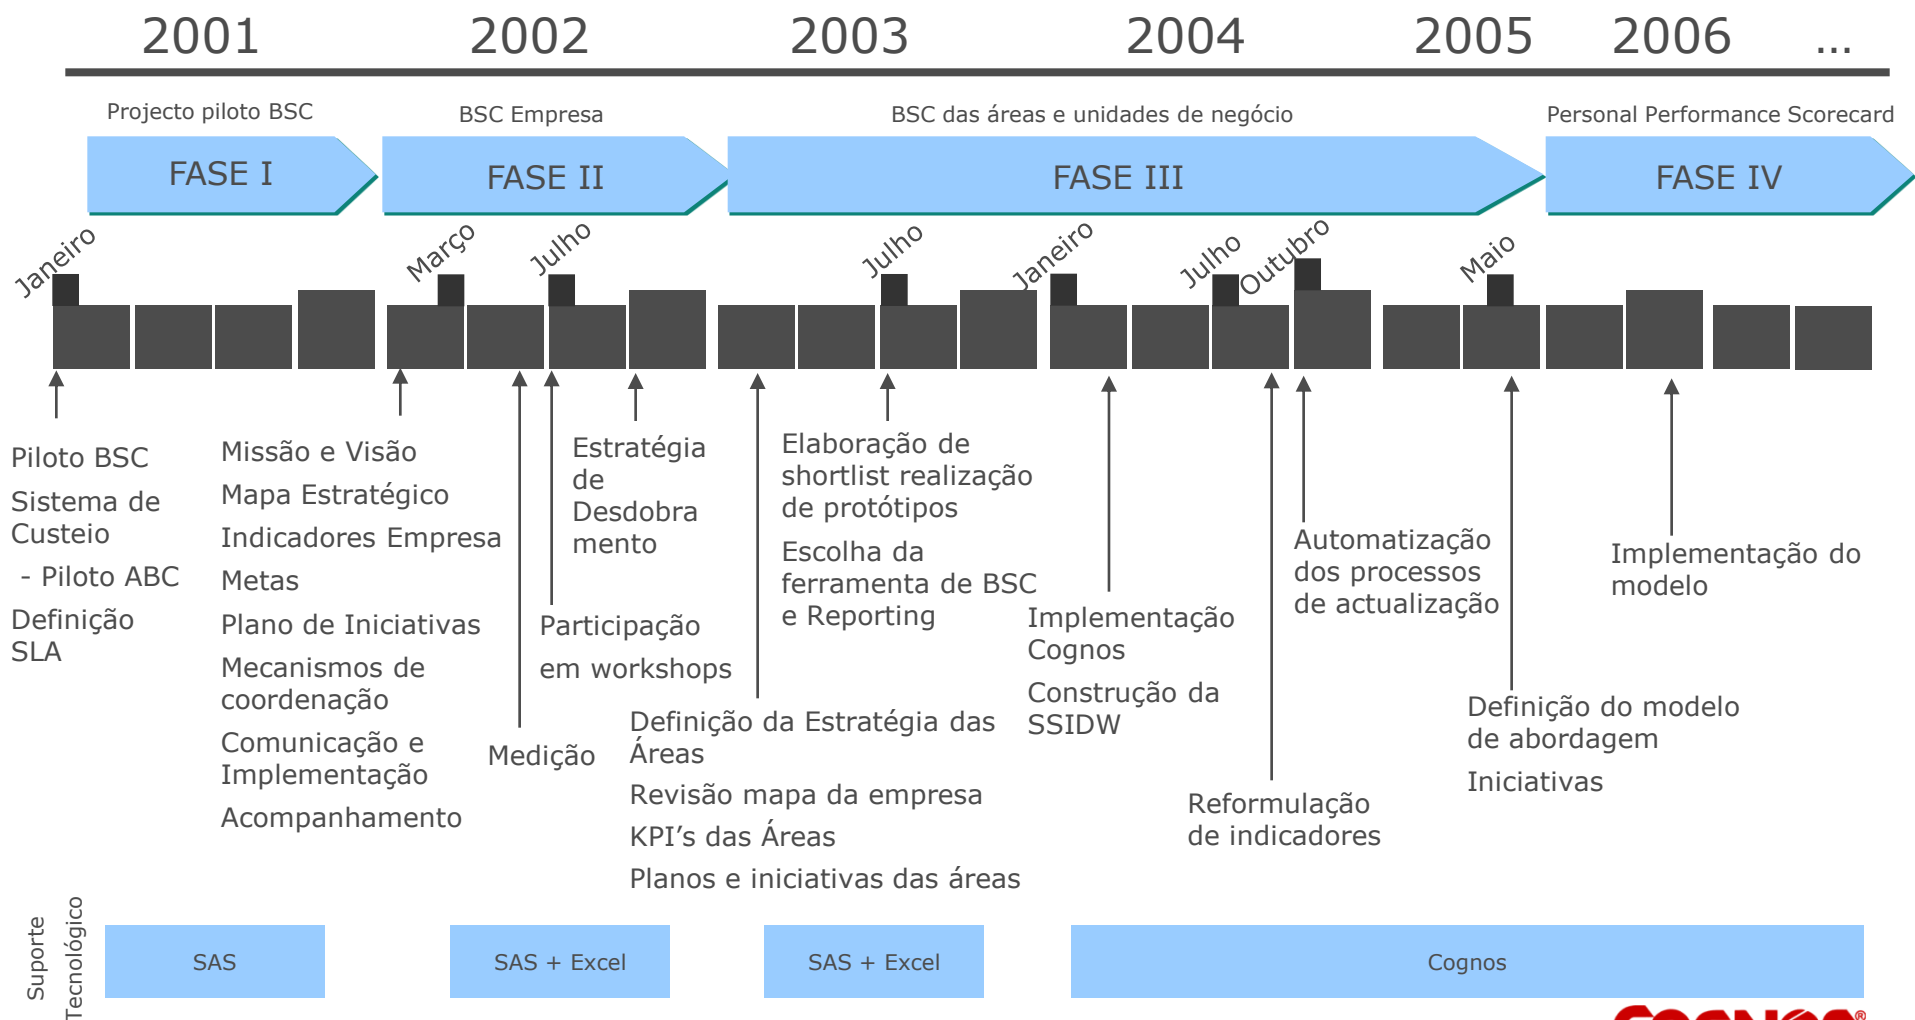 2001 2002 2003 2004 2005 2006 ...
Projecto piloto BSC
BSC Empresa
BSC das áreas e unidades de negócio
Personal Performance Scorecard
FASE I
FASE II
FASE III
FASE IV
Janeiro
Março
Julho
Julho
Janeiro
Julho
Outubro
Maio
Piloto BSC
Sistema de
Custeio
- Piloto ABC
Definição
SLA
Missão e Visão
Mapa Estratégico
Indicadores Empresa
Metas
Plano de Iniciativas
Mecanismos de
coordenação
Comunicação e
Implementação
Acompanhamento
Medição
Participação
em workshops
Estratégia
de
Desdobra
mento
Definição da Estratégia das
Áreas
Revisão mapa da empresa
KPI’s das Áreas
Planos e iniciativas das áreas
Elaboração de
shortlist realização
de protótipos
Escolha da
ferramenta de BSC
e Reporting
Implementação
Cognos
Construção da
SSIDW
Reformulação
de indicadores
Automatização
dos processos
de actualização
Definição do modelo
de abordagem
Iniciativas
Implementação do
modelo
Suporte
Tecnológico
SAS
SAS + Excel
SAS + Excel
Cognos
COGNOS®